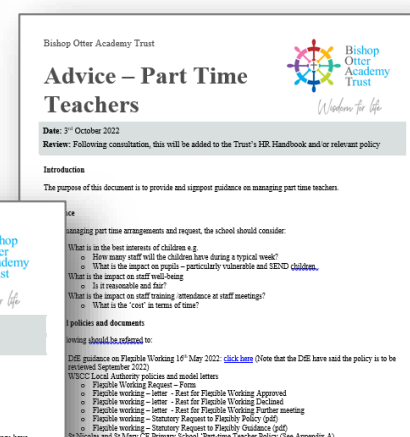 Bishop Otter Academy Trust
Bishop
Otter
Academy
Trust
Wisdom for life
Advice – Part Time
Teachers
Date: 3rd October 2022
Review: Following consultation, this will be added to the Trust's HR Handbook and/or relevant policy
Introduction
The purpose of this document is to provide and signpost guidance on managing part time teachers.
managing part time arrangements and request, the school should consider:
What is in the best interests of children e.g.
o How many staff will the children have during a typical week?
o What is the impact on pupils – particularly vulnerable and SEND children.
What is the impact on staff well-being
o Is it reasonable and fair?
What is the impact on staff training /attendance at staff meetings?
o What is the 'cost' in terms of time?
policies and documents
should be referred to:
DfE guidance on Flexible Working 16th May 2022: click here (Note that the DfE have said the policy is to be
reviewed September 2022)
WSCC Local Authority policies and model letters
o Flexible Working Request – Form
o Flexible working – letter - Rest for Flexible Working Approved
o Flexible working – letter - Rest for Flexible Working Declined
o Flexible working – letter - Rest for Flexible Working Further meeting
o Flexible Working – Statutory Request to Flexibly Policy (pdf)
o Flexible Working – Statutory Request to Flexibly Guidance (pdf)
St Nicolas and St Mary CE Primary School 'Part-time Teacher Policy (See Appendix A)